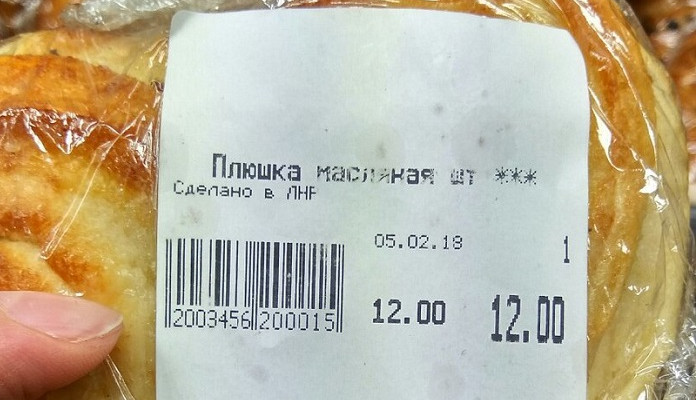 Плюшка масляная шт ***
Сделано в ЛНР
05.02.18 1
2003456 200015 12.00 12.00